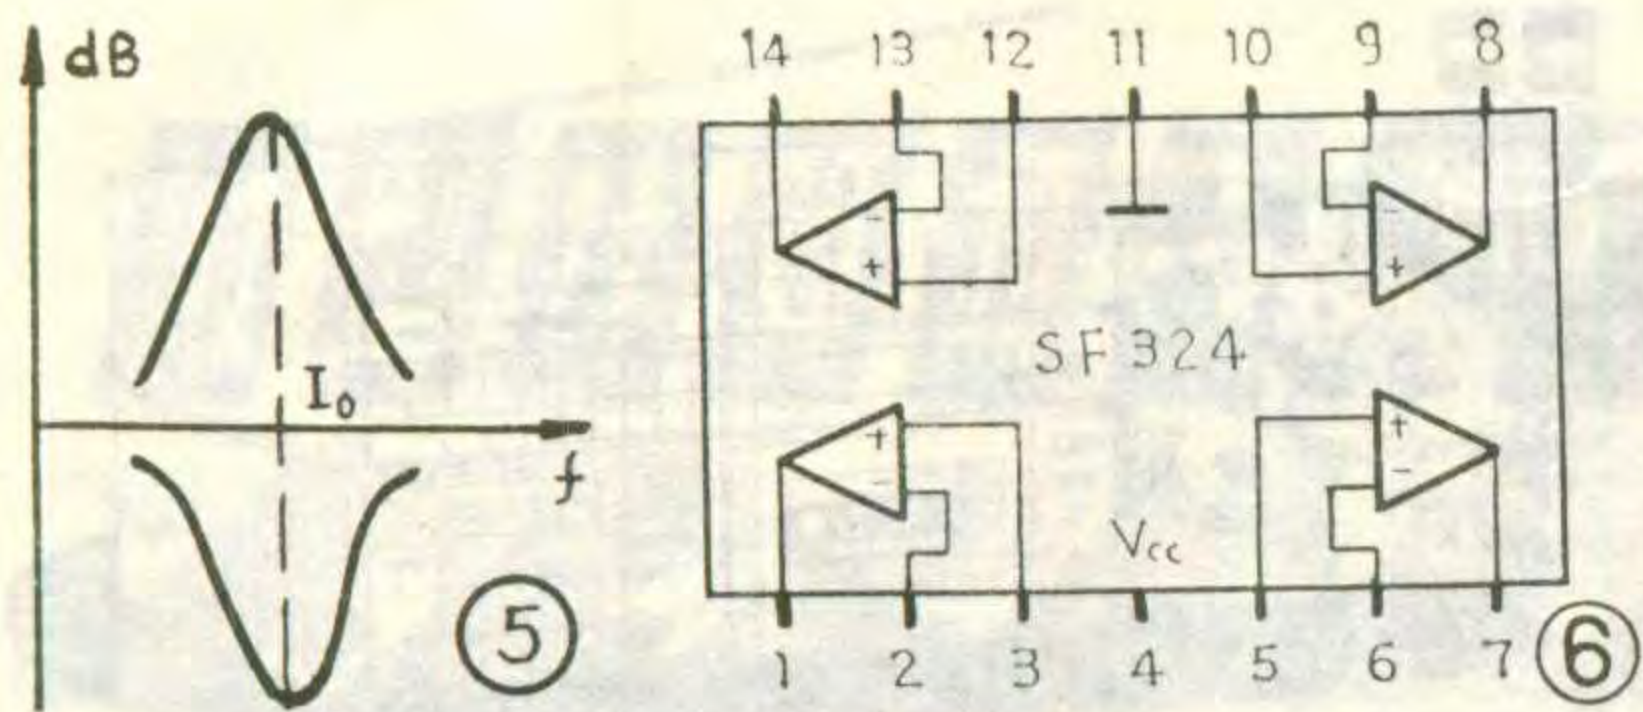 dB
I₀
f
⑤
14 13 12 11 10 9 8
- - 
+ +
SF324
+ +
- -
Vcc
1 2 3 4 5 6 7
⑥